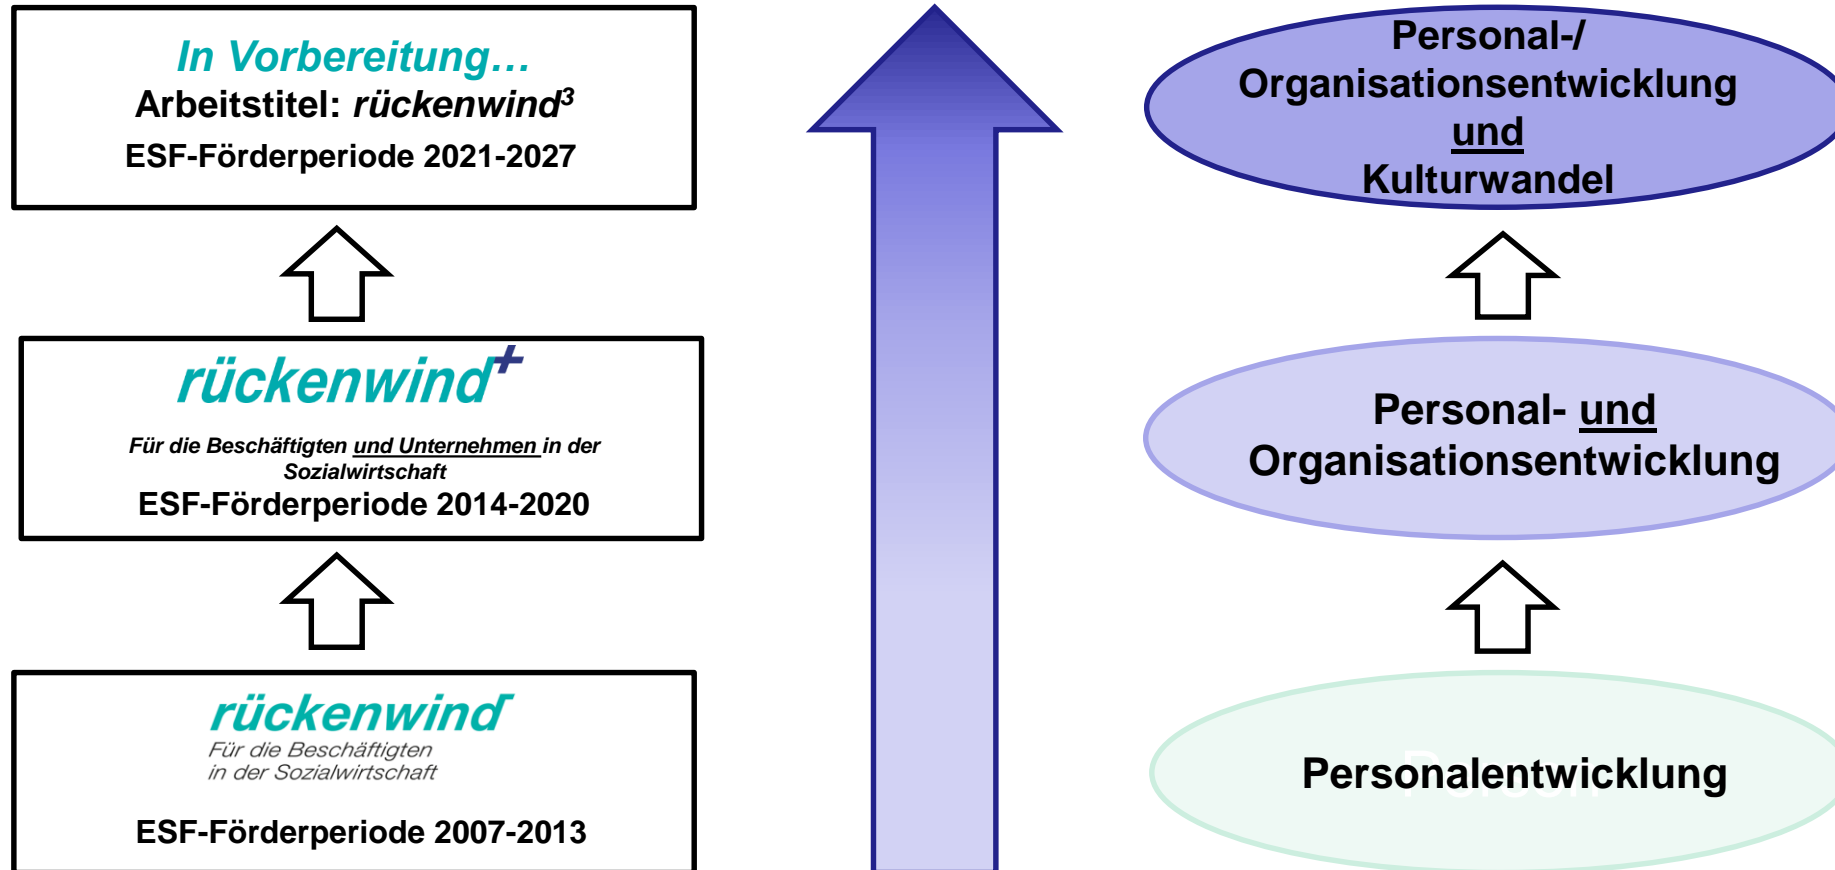 In Vorbereitung…
Arbeitstitel: rückenwind³
ESF-Förderperiode 2021-2027
Personal-/
Organisationsentwicklung
und
Kulturwandel
rückenwind+
Für die Beschäftigten und Unternehmen in der
Sozialwirtschaft
ESF-Förderperiode 2014-2020
Personal- und
Organisationsentwicklung
rückenwind
Für die Beschäftigten
in der Sozialwirtschaft
ESF-Förderperiode 2007-2013
Personalentwicklung